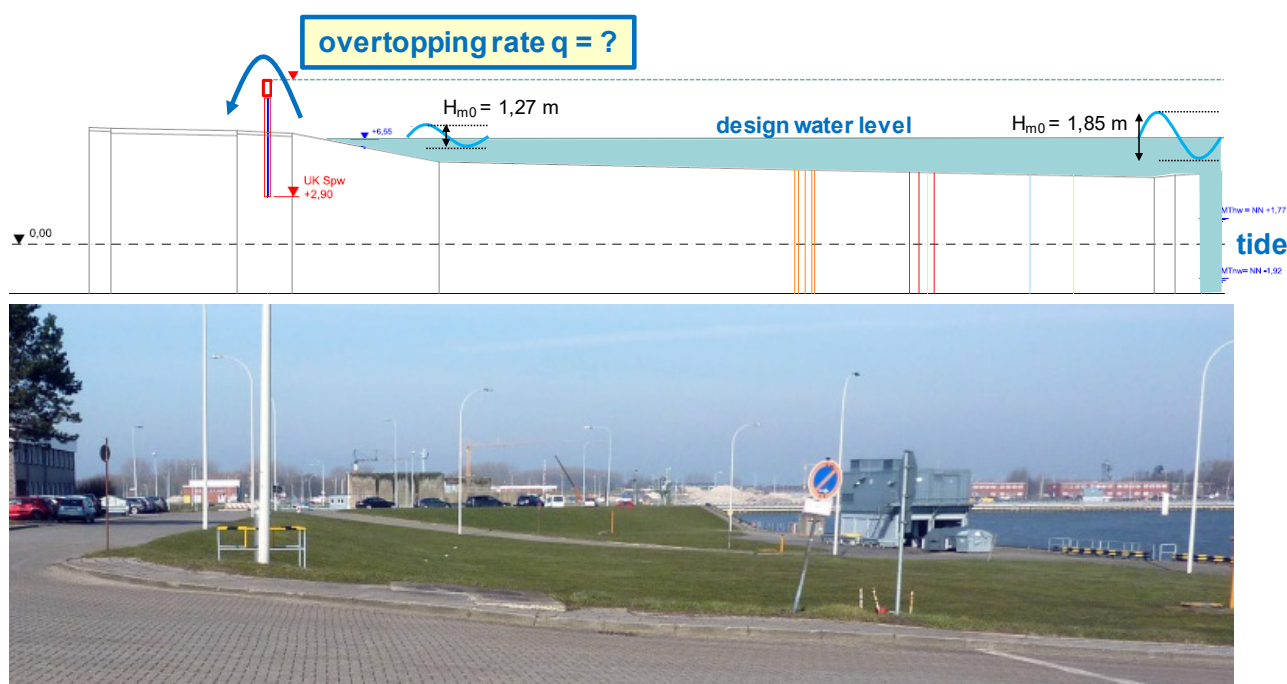 overtopping rate q = ?
Hm0 = 1,27 m
Hm0 = 1,85 m
+6,55
design water level
UK Spw
+2,90
MThw = NN +1,77
0,00
tide
MTnw= NN -1,92